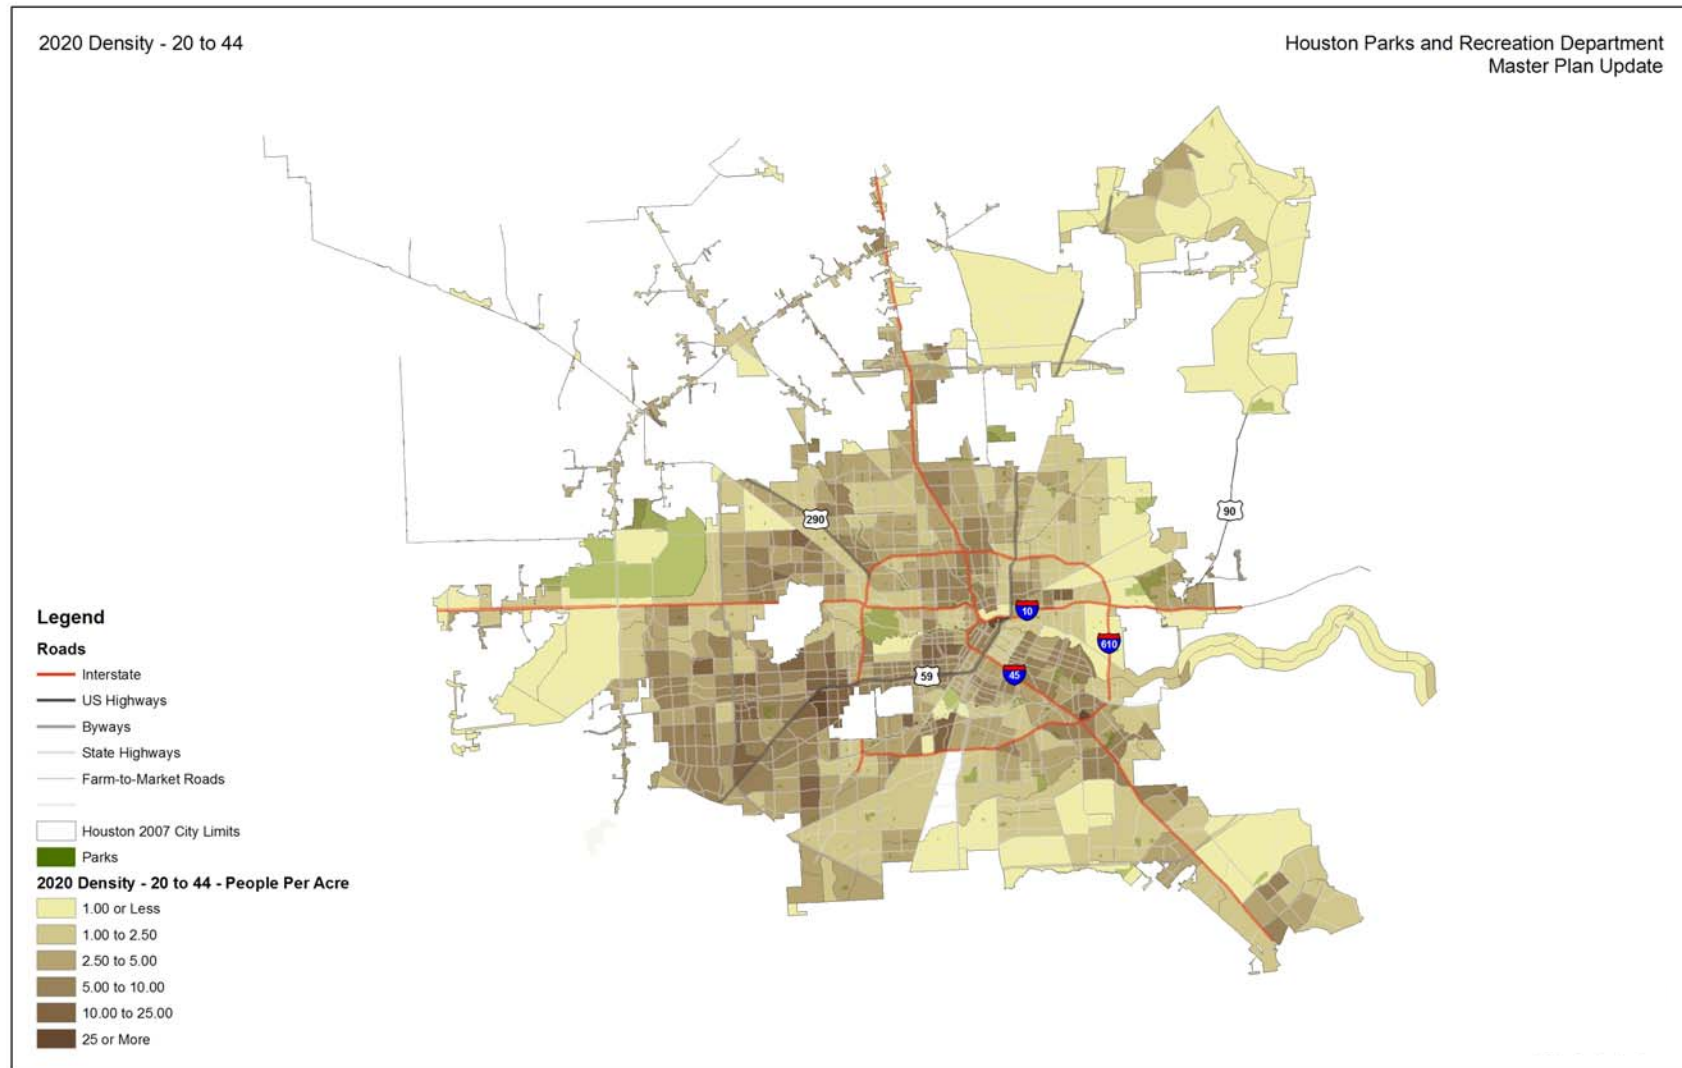 2020 Density - 20 to 44
Houston Parks and Recreation Department
Master Plan Update
290
90
10
610
59
45
Legend
Roads
Interstate
US Highways
Byways
State Highways
Farm-to-Market Roads
Houston 2007 City Limits
Parks
2020 Density - 20 to 44 - People Per Acre
1.00 or Less
1.00 to 2.50
2.50 to 5.00
5.00 to 10.00
10.00 to 25.00
25 or More